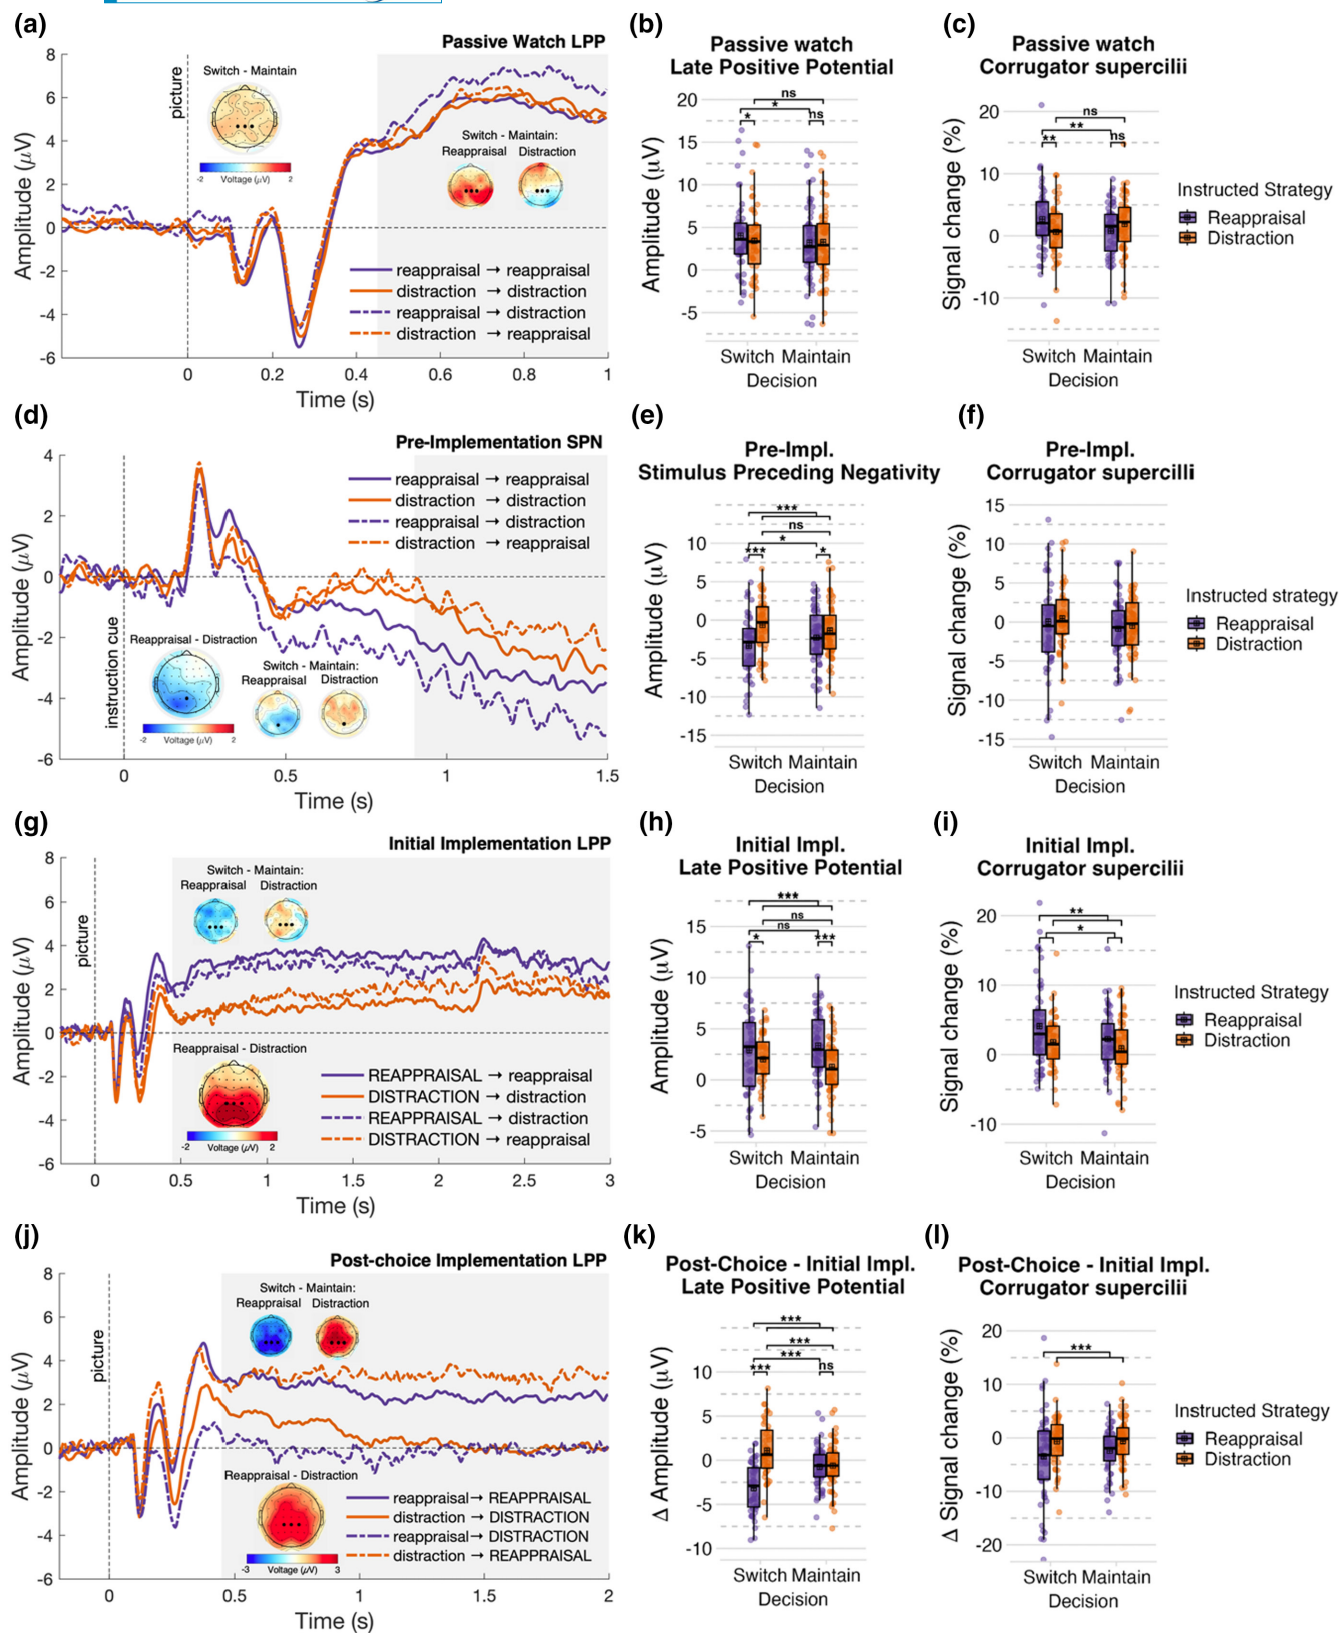 (a)
Passive Watch LPP
8
6
4
2
0
-2
-4
-6
Amplitude (μV)
picture
Switch - Maintain
-2 Voltage (μV) 2
Switch - Maintain:
Reappraisal Distraction
reappraisal → reappraisal
distraction → distraction
reappraisal → distraction
distraction → reappraisal
0 0.2 0.4 0.6 0.8 1
Time (s)
(b)
Passive watch
Late Positive Potential
20
15
10
5
0
-5
Amplitude (μV)
ns
*
* ns
Switch Maintain
Decision
(c)
Passive watch
Corrugator supercilii
20
10
0
-10
Signal change (%)
ns
**
** ns
Switch Maintain
Decision
Instructed Strategy
Reappraisal
Distraction
(d)
Pre-Implementation SPN
4
2
0
-2
-4
-6
Amplitude (μV)
instruction cue
reappraisal → reappraisal
distraction → distraction
reappraisal → distraction
distraction → reappraisal
Reappraisal - Distraction
-2 Voltage (μV) 2
Switch - Maintain:
Reappraisal Distraction
0 0.5 1 1.5
Time (s)
(e)
Pre-Impl.
Stimulus Preceding Negativity
10
5
0
-5
-10
-15
Amplitude (μV)
***
ns
*
*** *
Switch Maintain
Decision
(f)
Pre-Impl.
Corrugator supercilli
15
10
5
0
-5
-10
-15
Signal change (%)
Switch Maintain
Decision
Instructed strategy
Reappraisal
Distraction
(g)
Initial Implementation LPP
8
6
4
2
0
-2
-4
-6
Amplitude (μV)
picture
Switch - Maintain:
Reappraisal Distraction
Reappraisal - Distraction
-2 Voltage (μV) 2
REAPPRAISAL → reappraisal
DISTRACTION → distraction
REAPPRAISAL → distraction
DISTRACTION → reappraisal
0 0.5 1 1.5 2 2.5 3
Time (s)
(h)
Initial Impl.
Late Positive Potential
15
10
5
0
-5
Amplitude (μV)
***
ns
ns
* ***
Switch Maintain
Decision
(i)
Initial Impl.
Corrugator supercilii
20
10
0
-10
Signal change (%)
**
*
Switch Maintain
Decision
Instructed Strategy
Reappraisal
Distraction
(j)
Post-choice Implementation LPP
8
6
4
2
0
-2
-4
-6
Amplitude (μV)
picture
Switch - Maintain:
Reappraisal Distraction
Reappraisal - Distraction
-3 Voltage (μV) 3
reappraisal → REAPPRAISAL
distraction → DISTRACTION
reappraisal → DISTRACTION
distraction → REAPPRAISAL
0 0.5 1 1.5 2
Time (s)
(k)
Post-Choice - Initial Impl.
Late Positive Potential
10
5
0
-5
-10
Δ Amplitude (μV)
***
***
***
*** ns
Switch Maintain
Decision
(l)
Post-Choice - Initial Impl.
Corrugator supercilii
20
10
0
-10
-20
Δ Signal change (%)
***
Switch Maintain
Decision
Instructed Strategy
Reappraisal
Distraction